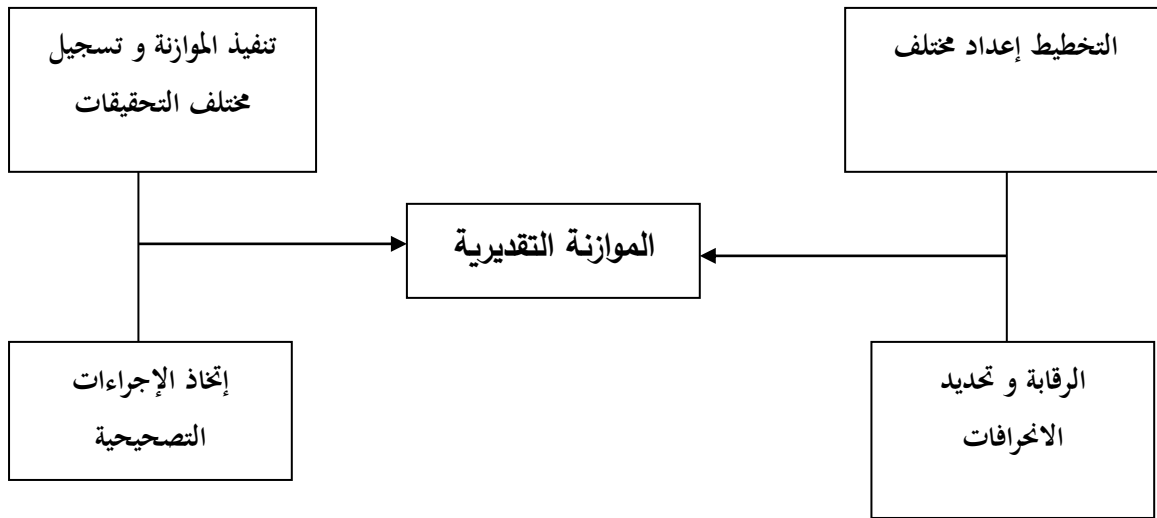 التخطيط إعداد مختلف
تنفيذ الموازنة و تسجيل
مختلف التحقيقات
الموازنة التقديرية
الرقابة و تحديد
الانحرافات
إتخاذ الإجراءات
التصحيحية